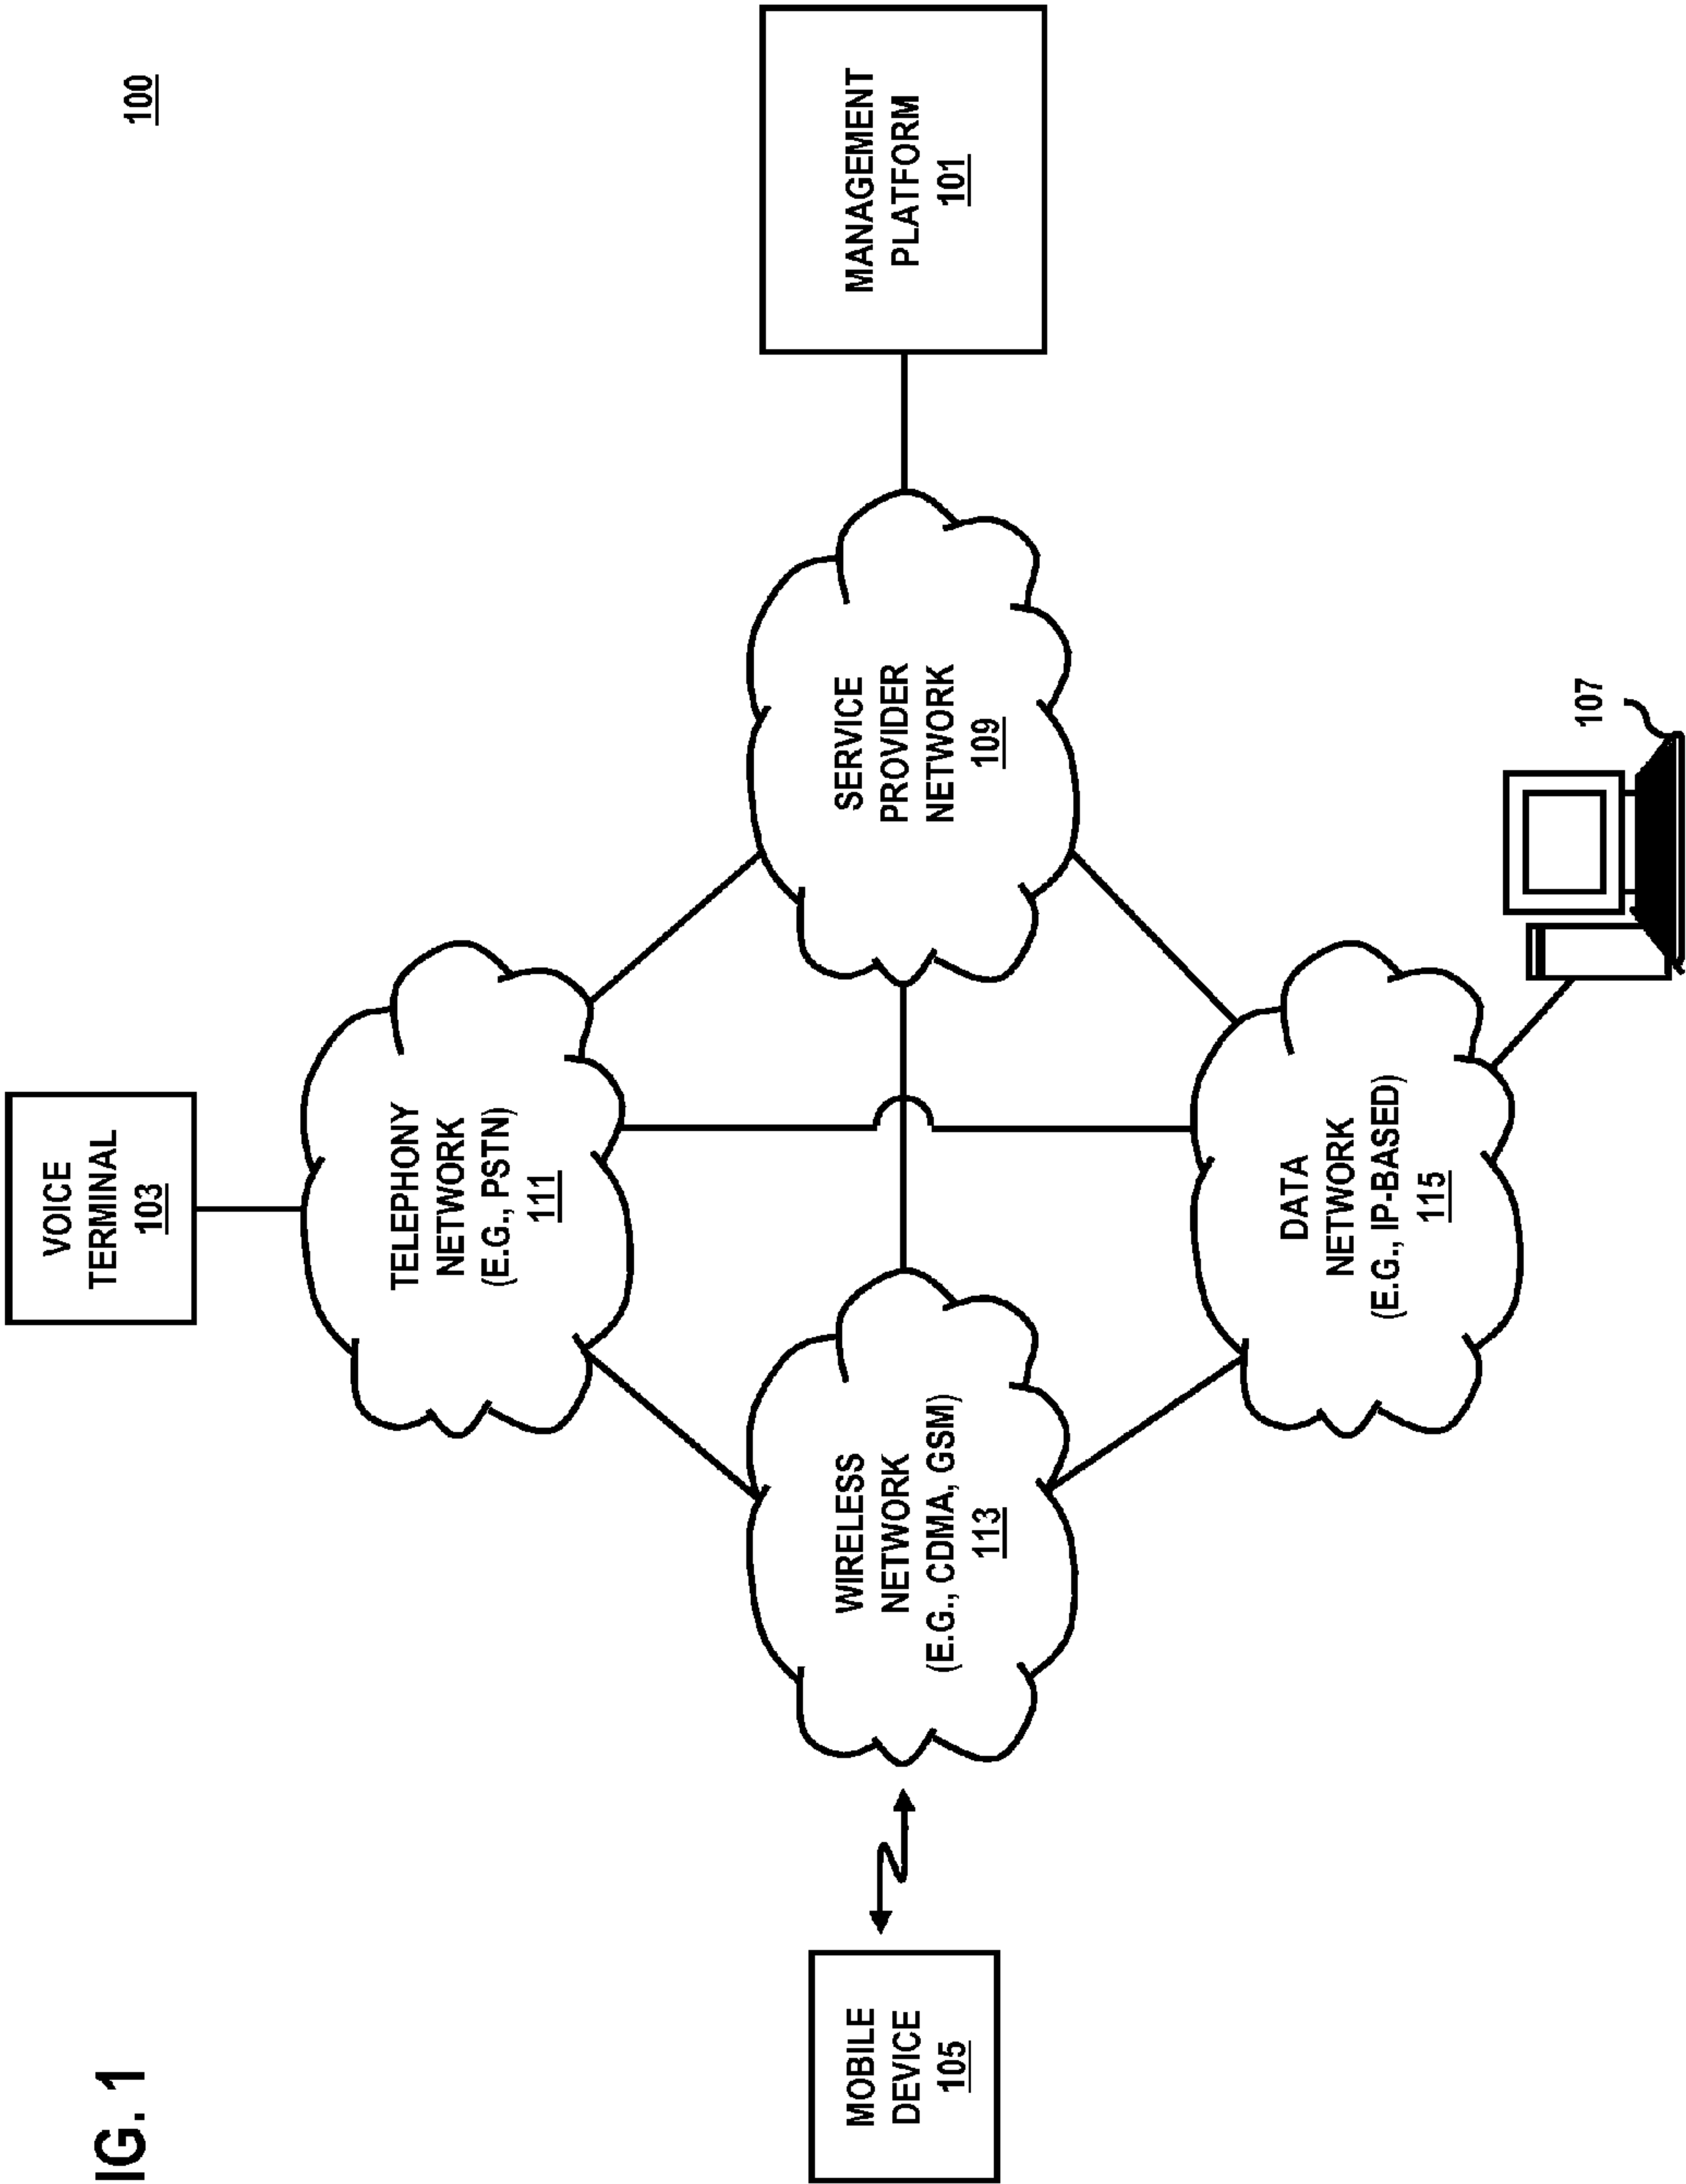 100
VOICE
TERMINAL
103
TELEPHONY
NETWORK
(E.G., PSTN)
111
MOBILE
DEVICE
105
WIRELESS
NETWORK
(E.G., CDMA, GSM)
113
SERVICE
PROVIDER
NETWORK
109
MANAGEMENT
PLATFORM
101
DATA
NETWORK
(E.G., IP-BASED)
115
107
IG. 1